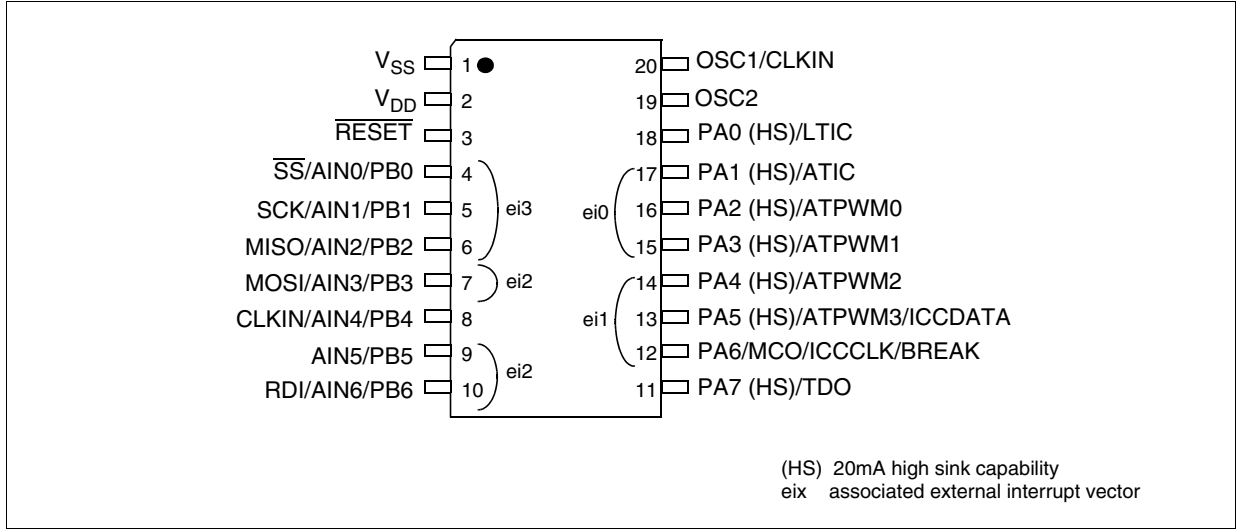 VSS 1 20 OSC1/CLKIN
VDD 2 19 OSC2
RESET 3 18 PA0 (HS)/LTIC
SS/AIN0/PB0 4 17 PA1 (HS)/ATIC
SCK/AIN1/PB1 5 ei3 ei0 16 PA2 (HS)/ATPWM0
MISO/AIN2/PB2 6 15 PA3 (HS)/ATPWM1
MOSI/AIN3/PB3 7 ei2 14 PA4 (HS)/ATPWM2
CLKIN/AIN4/PB4 8 ei1 13 PA5 (HS)/ATPWM3/ICCDATA
AIN5/PB5 9 ei2 12 PA6/MCO/ICCCLK/BREAK
RDI/AIN6/PB6 10 11 PA7 (HS)/TDO
(HS) 20mA high sink capability
eix associated external interrupt vector